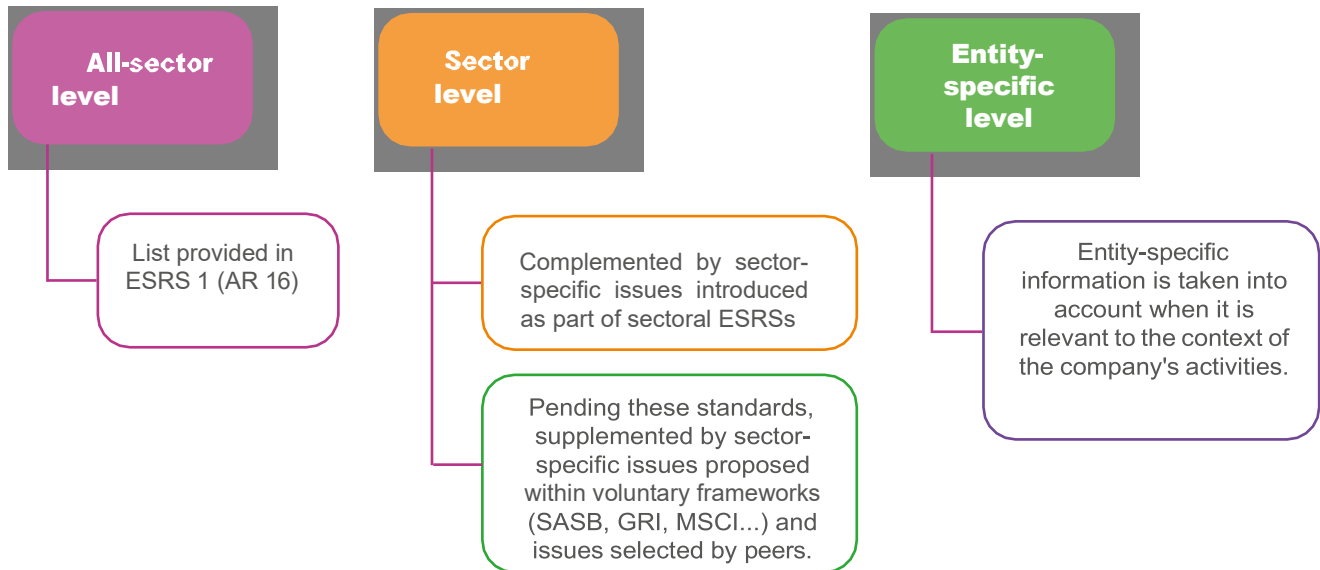 All-sector
level
List provided in
ESRS 1 (AR 16)
Sector
level
Complemented by sector-
specific issues introduced
as part of sectoral ESRSs
Pending these standards,
supplemented by sector-
specific issues proposed
within voluntary frameworks
(SASB, GRI, MSCI...) and
issues selected by peers.
Entity-
specific
level
Entity-specific
information is taken into
account when it is
relevant to the context of
the company's activities.